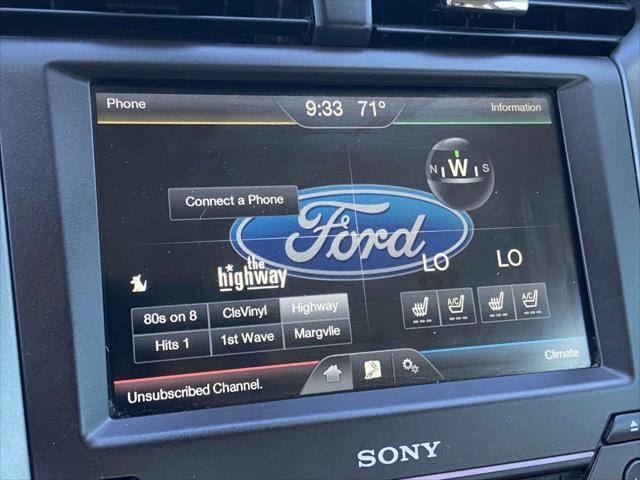 Phone 9:33 71° Information
N W S
Connect a Phone
Ford
LO LO
the
highway
80s on 8 ClsVinyl Highway
A/C A/C
Hits 1 1st Wave Margvlle
Climate
Unsubscribed Channel.
SONY